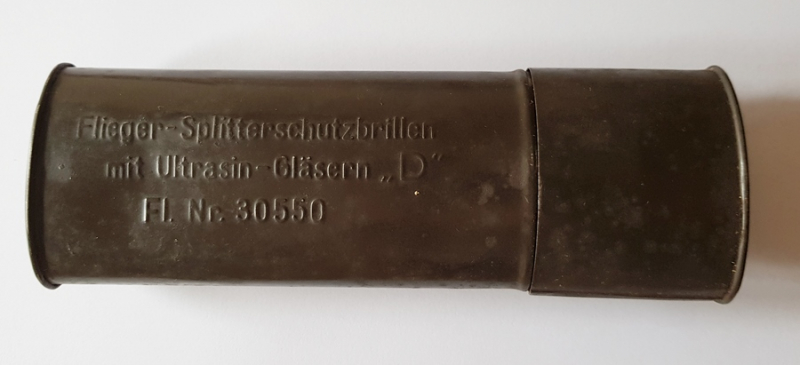 Flieger-Splitterschutzbrillen
mit Ultrasin-Gläsern „D“
Fl. Nr. 30550